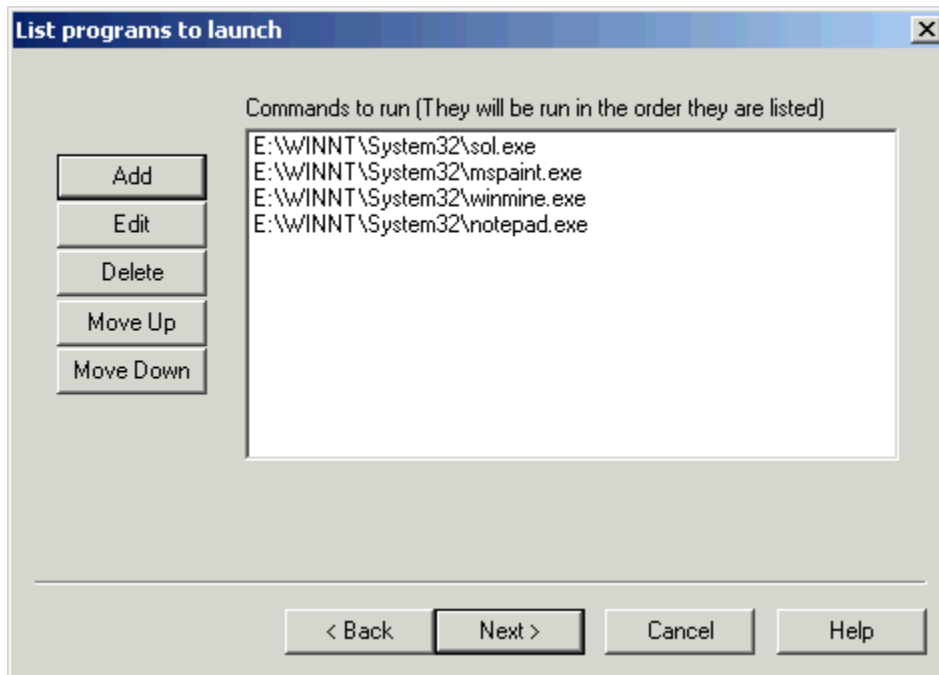 List programs to launch
Commands to run (They will be run in the order they are listed)
E:\WINNT\System32\sol.exe
E:\WINNT\System32\mspaint.exe
E:\WINNT\System32\winmine.exe
E:\WINNT\System32\notepad.exe
Add
Edit
Delete
Move Up
Move Down
< Back
Next >
Cancel
Help